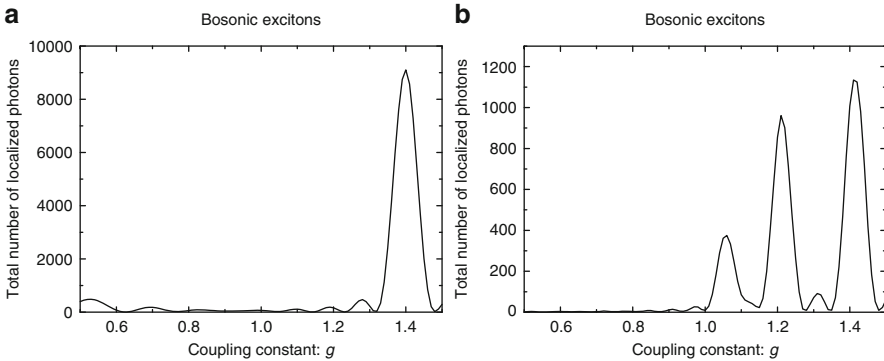 a
Bosonic excitons
Total number of localized photons
10000
8000
6000
4000
2000
0
0.6 0.8 1.0 1.2 1.4
Coupling constant: g
b
Bosonic excitons
Total number of localized photons
1200
1000
800
600
400
200
0
0.6 0.8 1.0 1.2 1.4
Coupling constant: g